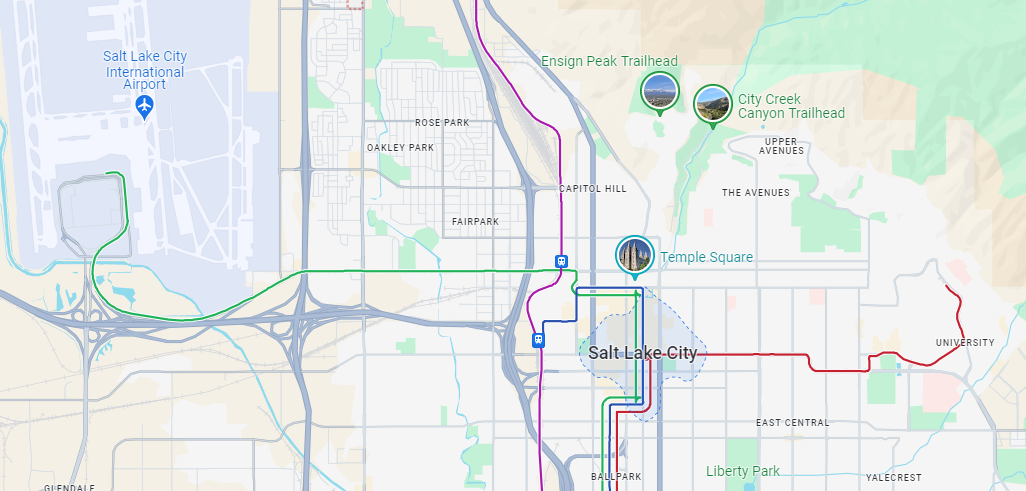 Salt Lake City
International
Airport
Ensign Peak Trailhead
City Creek
Canyon Trailhead
ROSE PARK
OAKLEY PARK
UPPER
AVENUES
CAPITOL HILL
THE AVENUES
FAIRPARK
Temple Square
UNIVERSITY
Salt Lake City
EAST CENTRAL
Liberty Park
BALLPARK
YALECREST
GLENDALE